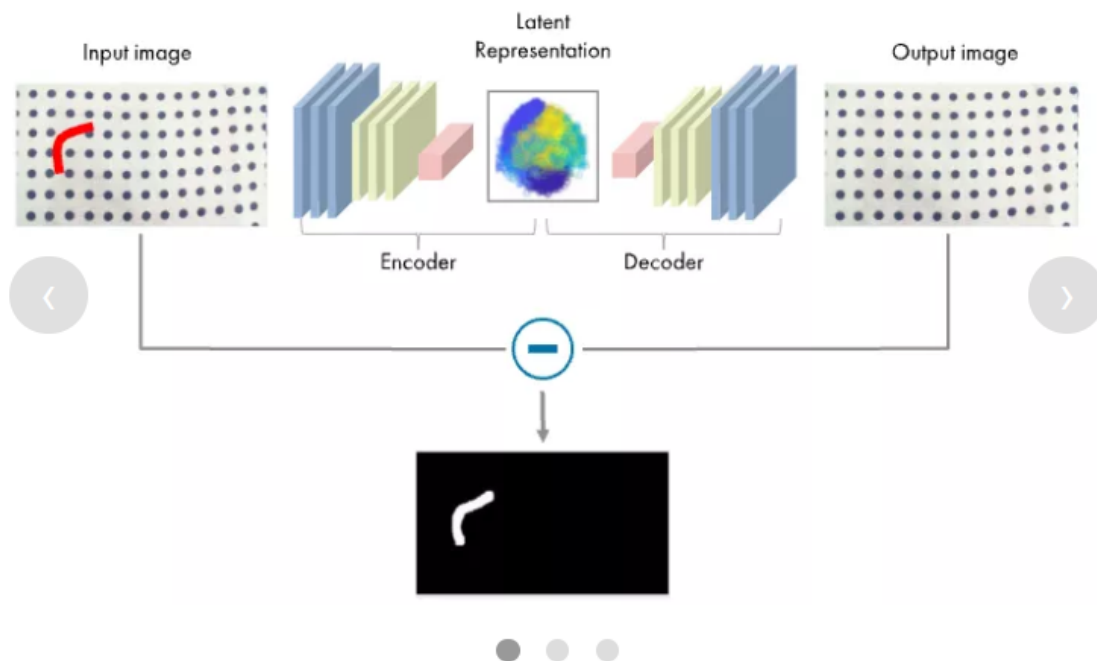 Input image
Latent
Representation
Output image
Encoder
Decoder